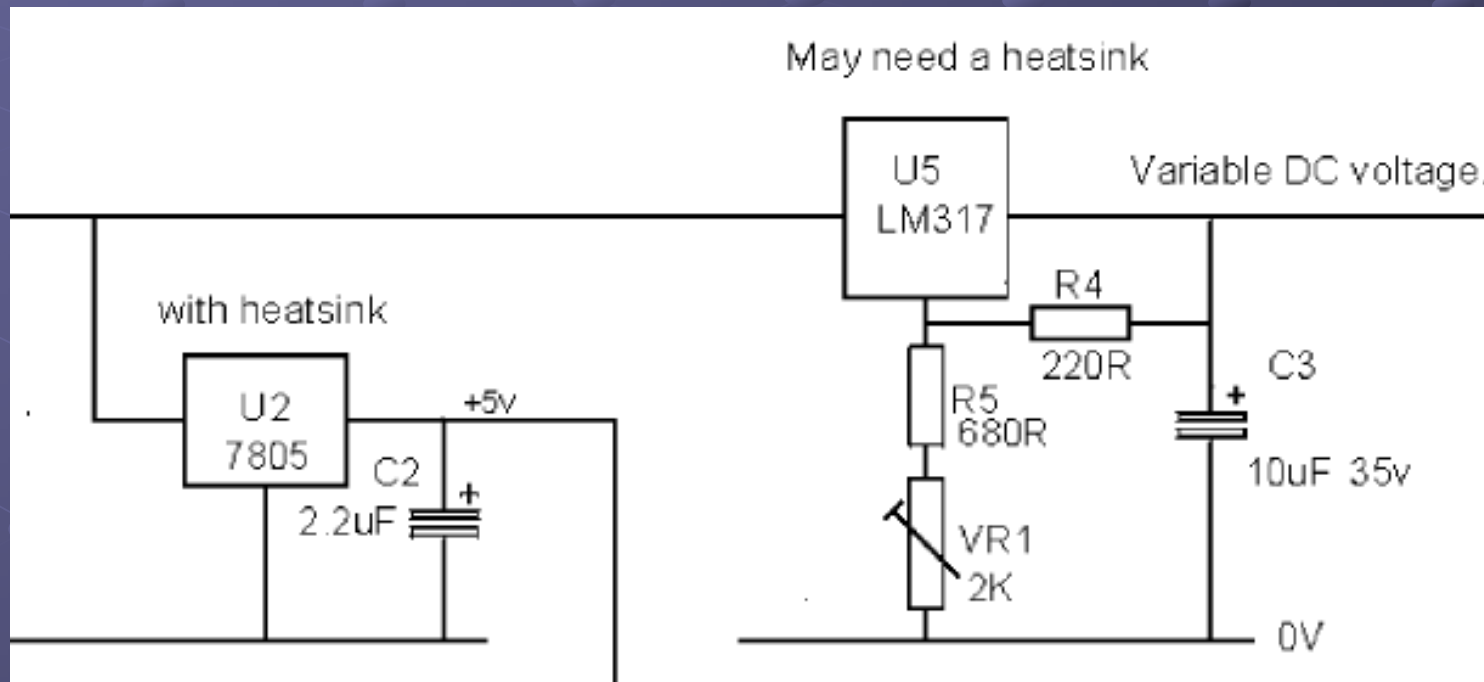 May need a heatsink
U5
LM317
Variable DC voltage.
with heatsink
R4
220R
U2
7805
+5v
C3
+
R5
680R
10uF 35v
C2
+
2.2uF
VR1
2K
0V